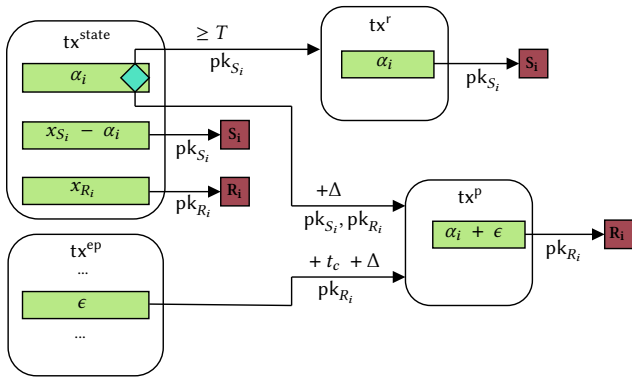 tx^state
α_i
x_{S_i} − α_i
x_{R_i}
≥ T
pk_{S_i}
tx^r
α_i
pk_{S_i}
S_i
pk_{S_i}
S_i
pk_{R_i}
R_i
+Δ
pk_{S_i}, pk_{R_i}
tx^p
α_i + ϵ
pk_{R_i}
R_i
tx^ep
...
ϵ
...
+ t_c + Δ
pk_{R_i}